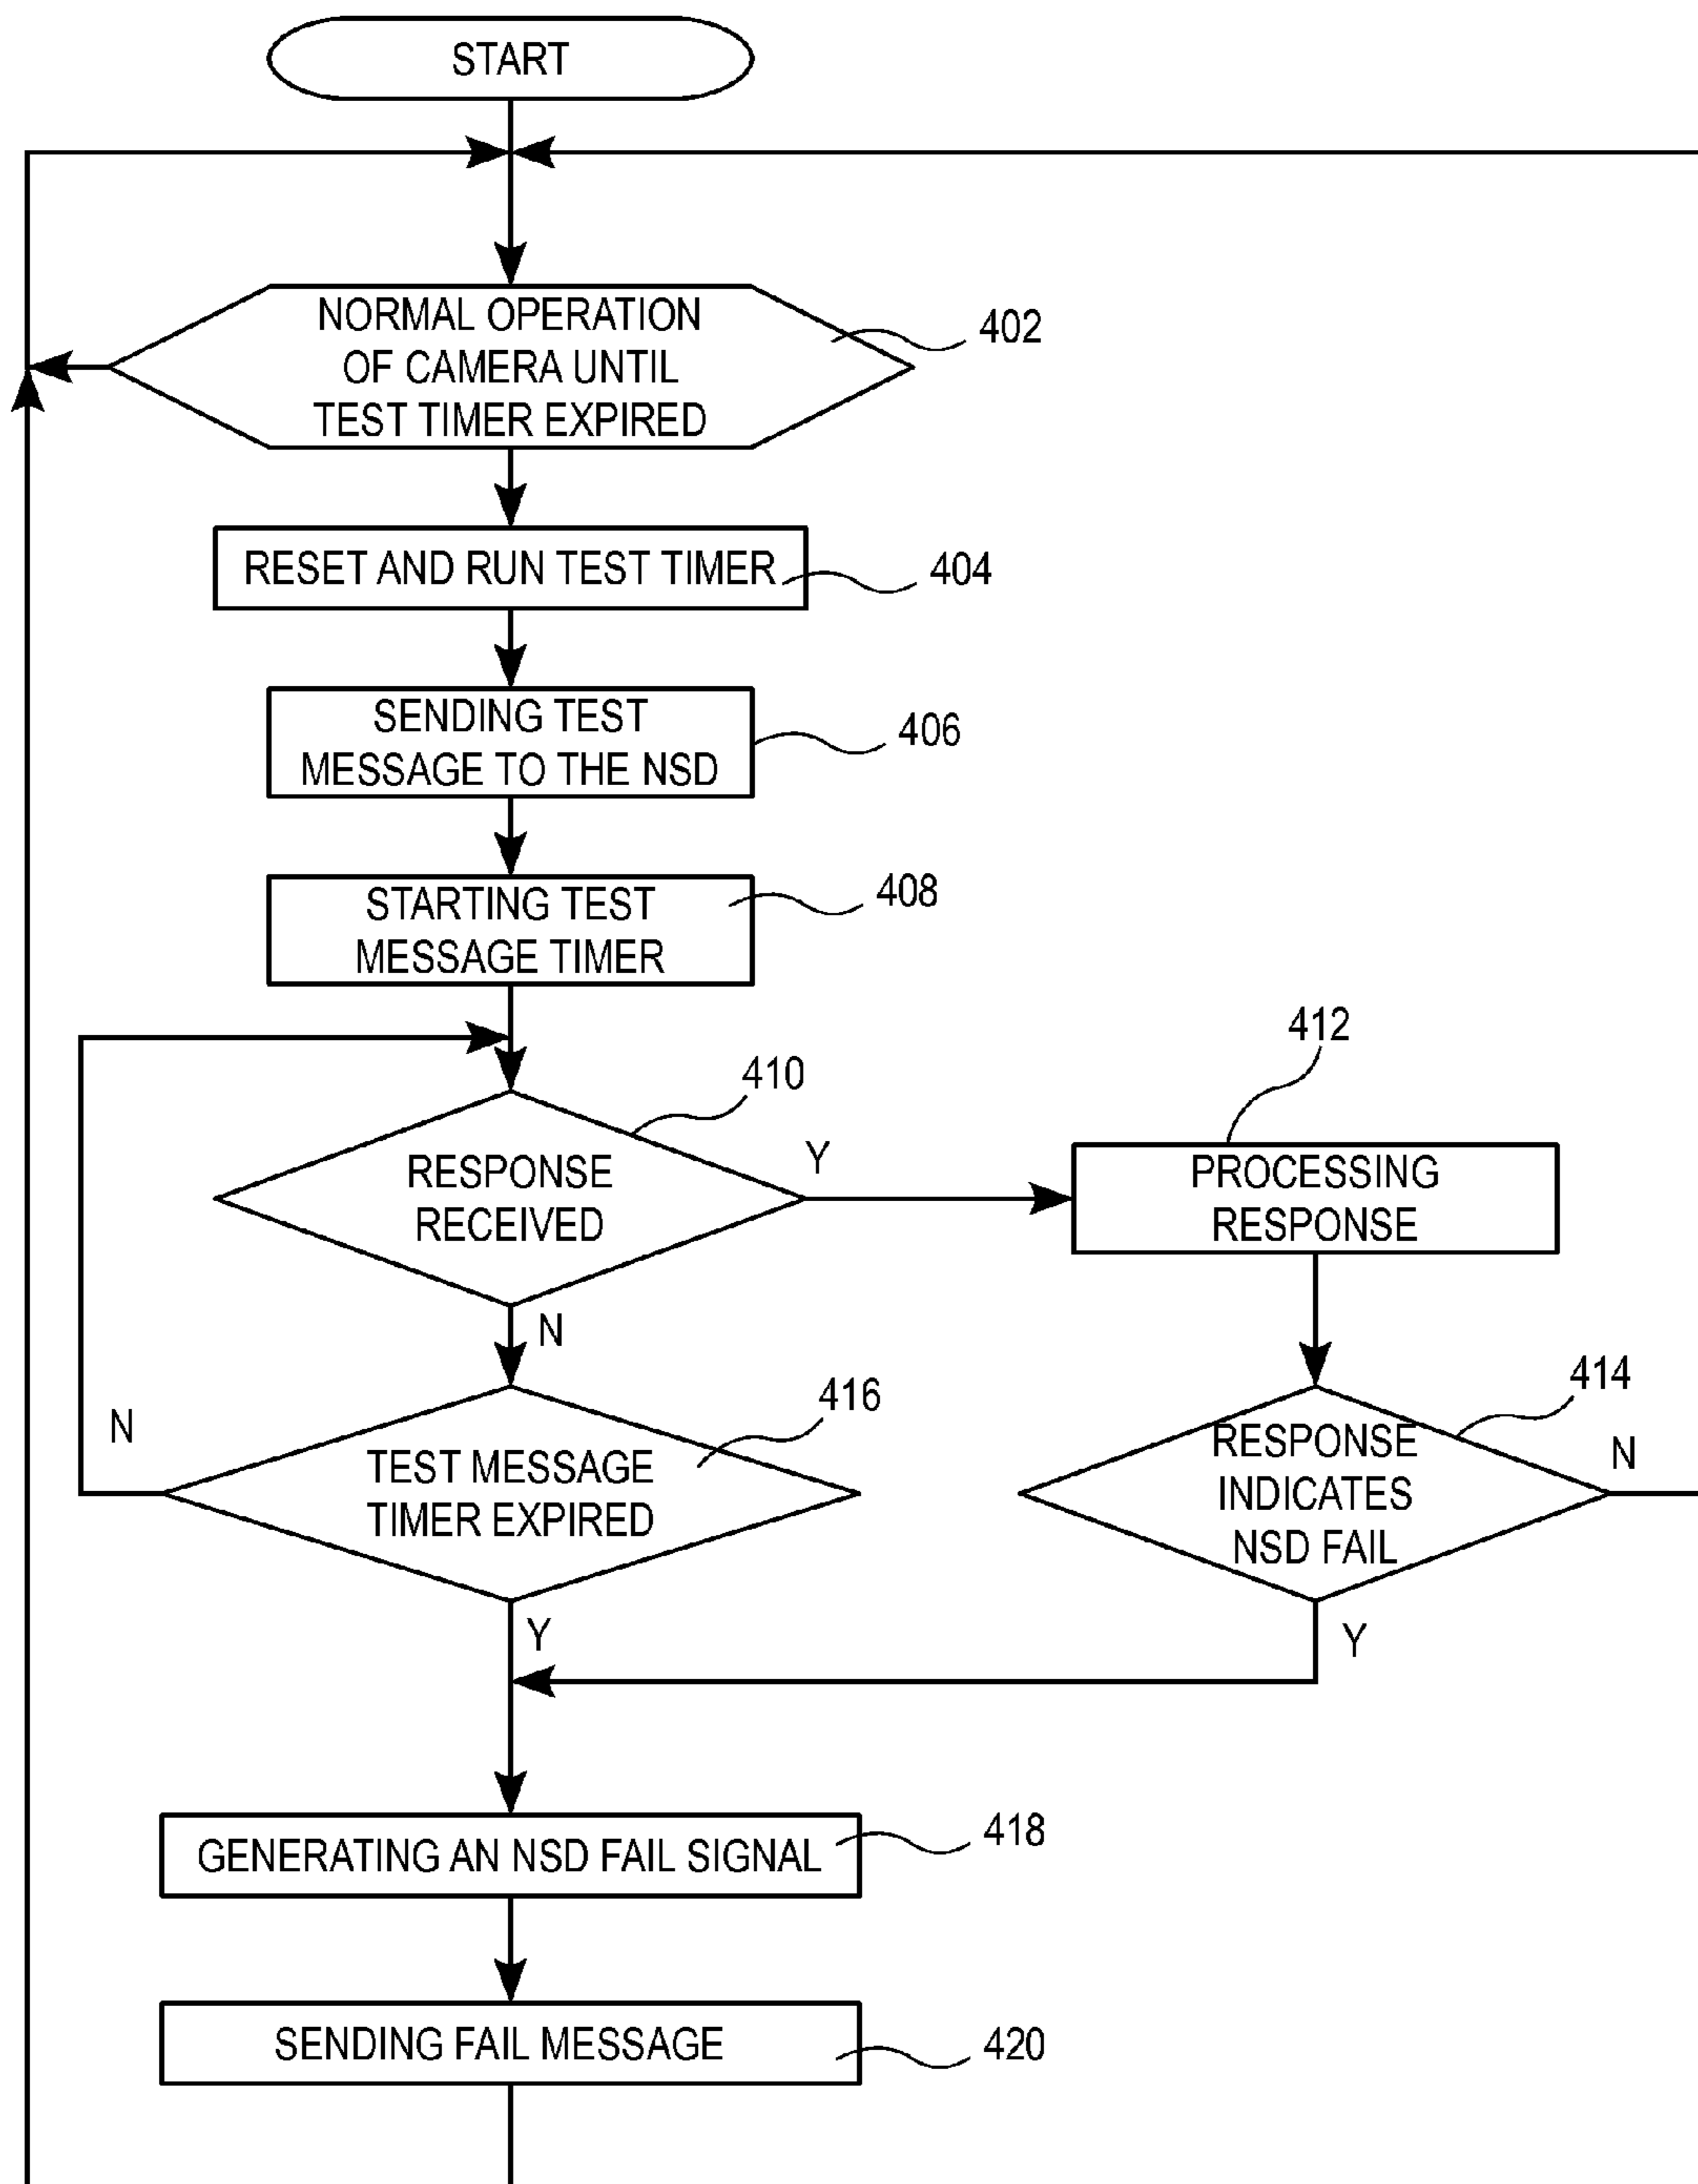 START
NORMAL OPERATION
OF CAMERA UNTIL
TEST TIMER EXPIRED
402
RESET AND RUN TEST TIMER
404
SENDING TEST
MESSAGE TO THE NSD
406
STARTING TEST
MESSAGE TIMER
408
410
RESPONSE
RECEIVED
Y
N
412
PROCESSING
RESPONSE
414
RESPONSE
INDICATES
NSD FAIL
N
Y
416
TEST MESSAGE
TIMER EXPIRED
N
Y
GENERATING AN NSD FAIL SIGNAL
418
SENDING FAIL MESSAGE
420